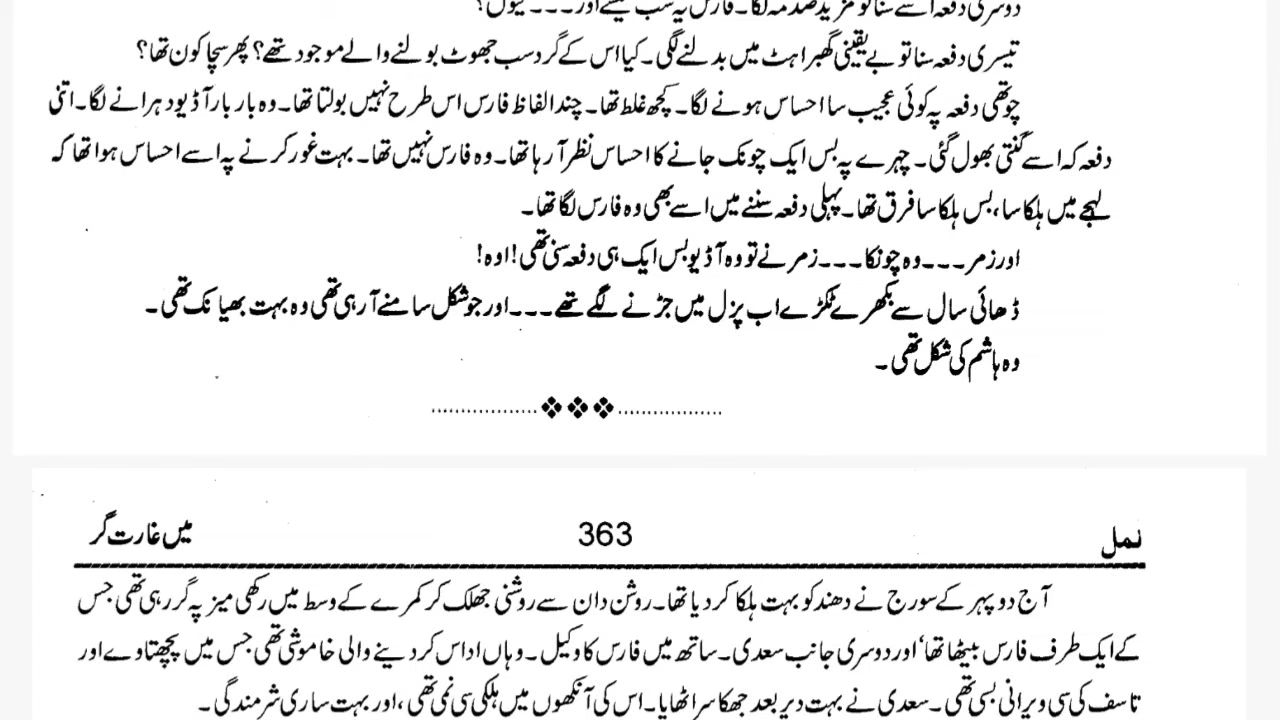 دوسری دفعہ اسے سنا تو مزید صدمہ لگا۔ فارس یہ سب کیسے اور۔۔۔۔ کیوں؟
تیسری دفعہ سنا تو بے یقینی گھبراہٹ میں بدلنے لگی۔ کیا اس کے گرد سب جھوٹ بولنے والے موجود تھے؟ پھر سچا کون تھا؟
چوتھی دفعہ پہ کوئی عجیب سا احساس ہونے لگا۔ کچھ غلط تھا۔ چند الفاظ فارس اس طرح نہیں بولتا تھا۔ وہ بار بار آڈیو دہرانے لگا۔ اتنی
دفعہ کہ اسے گنتی بھول گئی۔ چہرے پہ بس ایک چونک جانے کا احساس نظر آ رہا تھا۔ وہ فارس نہیں تھا۔ بہت غور کرنے پہ اسے احساس ہوا تھا کہ
لہجے میں ہلکا سا، بس ہلکا سا فرق تھا۔ پہلی دفعہ سننے میں اسے بھی وہ فارس لگا تھا۔
اور زمر۔۔۔ وہ چونکا۔۔۔ زمر نے تو وہ آڈیو بس ایک ہی دفعہ سنی تھی! اوہ!
ڈھائی سال سے بکھرے ٹکڑے اب پزل میں جڑنے لگے تھے۔۔۔ اور جو شکل سامنے آ رہی تھی وہ بہت بھیانک تھی۔
وہ ہاشم کی شکل تھی۔
نمل 363 میں غارت گر
آج دوپہر کے سورج نے دھند کو بہت ہلکا کر دیا تھا۔ روشن دان سے روشنی جھلک کر کمرے کے وسط میں رکھی میز پہ گر رہی تھی جس
کے ایک طرف فارس بیٹھا تھا‘ اور دوسری جانب سعدی۔ ساتھ میں فارس کا وکیل۔ وہاں اداس کر دینے والی خاموشی تھی جس میں پچھتاوے اور
تاسف کی سی ویرانی بسی تھی۔ سعدی نے بہت دیر بعد جھکا سر اٹھایا۔ اس کی آنکھوں میں ہلکی سی نمی تھی، اور بہت ساری شرمندگی۔